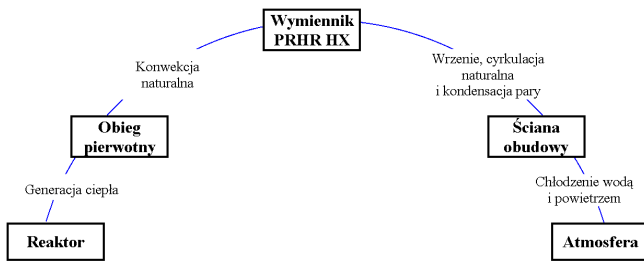 Wymiennik
PRHR HX
Konwekcja
naturalna
Wrzenie, cyrkulacja
naturalna
i kondensacja pary
Obieg
pierwotny
Ściana
obudowy
Generacja ciepła
Chłodzenie wodą
i powietrzem
Reaktor
Atmosfera